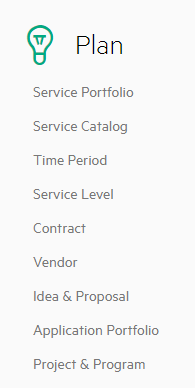 Plan
Service Portfolio
Service Catalog
Time Period
Service Level
Contract
Vendor
Idea & Proposal
Application Portfolio
Project & Program